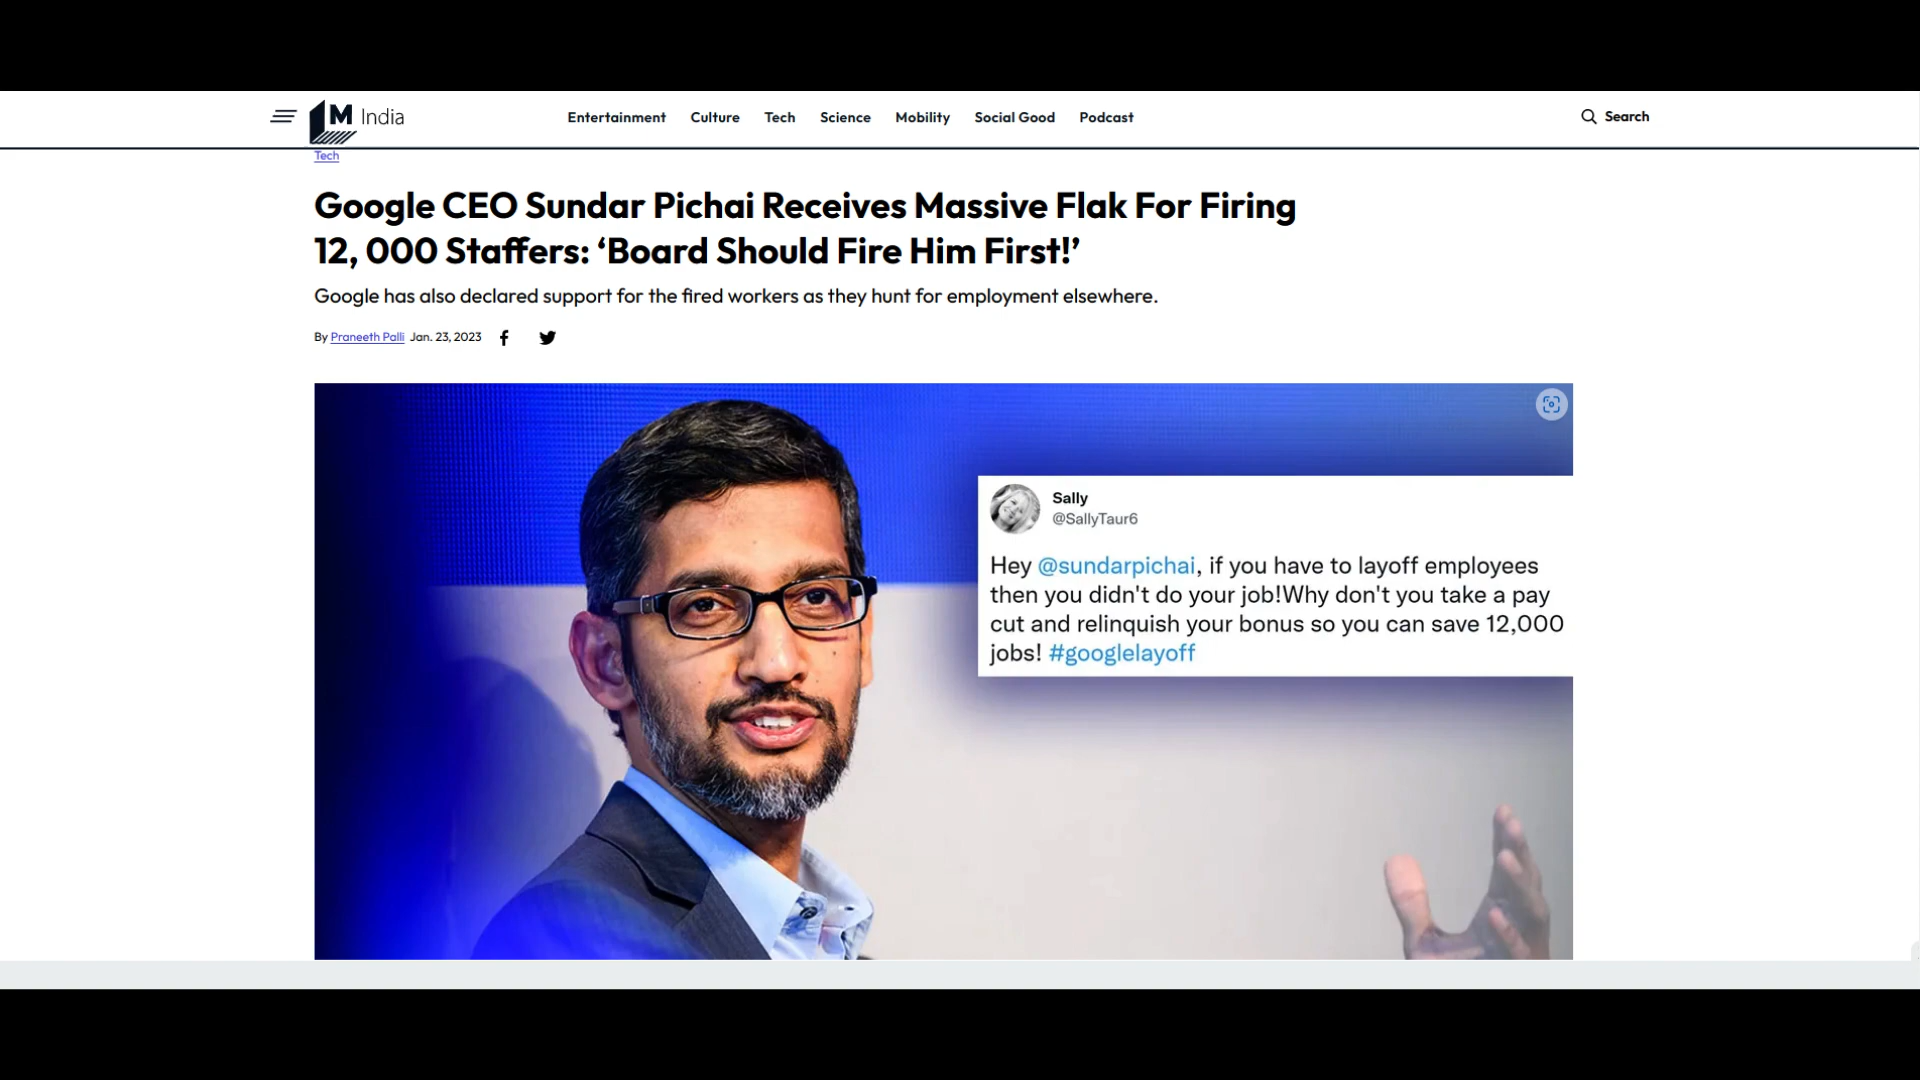 M India
Entertainment Culture Tech Science Mobility Social Good Podcast
Search
Tech
Google CEO Sundar Pichai Receives Massive Flak For Firing
12, 000 Staffers: ‘Board Should Fire Him First!’
Google has also declared support for the fired workers as they hunt for employment elsewhere.
By Praneeth Palli Jan. 23, 2023
Sally
@SallyTaur6
Hey @sundarpichai, if you have to layoff employees
then you didn't do your job!Why don't you take a pay
cut and relinquish your bonus so you can save 12,000
jobs! #googlelayoff